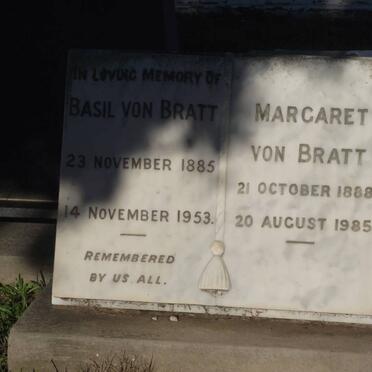 IN LOVING MEMORY OF
BASIL VON BRATT
23 NOVEMBER 1885
14 NOVEMBER 1953.
REMEMBERED
BY US ALL.
MARGARET
VON BRATT
21 OCTOBER 1888
20 AUGUST 1985